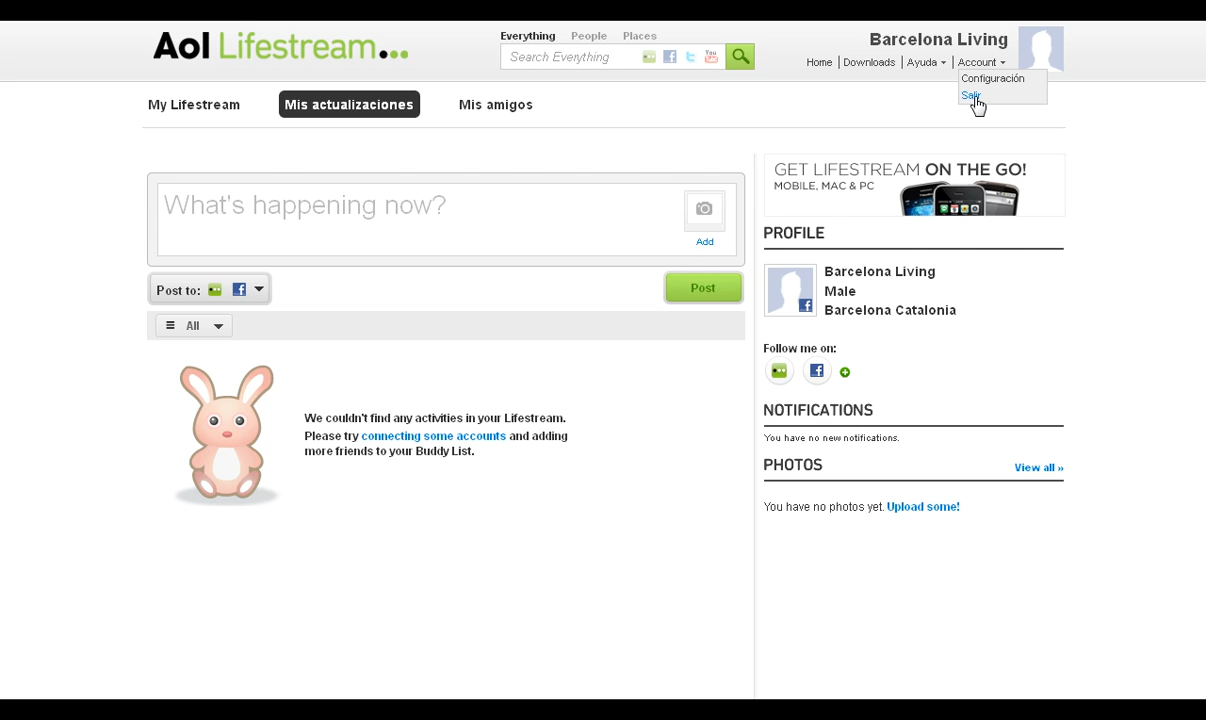 Aol Lifestream...
Everything People Places
Search Everything You
Barcelona Living
Home Downloads Ayuda Account
Configuración
Salir
My Lifestream Mis actualizaciones Mis amigos
What's happening now?
Add
Post to: Post
All
We couldn't find any activities in your Lifestream.
Please try connecting some accounts and adding
more friends to your Buddy List.
GET LIFESTREAM ON THE GO!
MOBILE, MAC & PC
PROFILE
Barcelona Living
Male
Barcelona Catalonia
Follow me on:
NOTIFICATIONS
You have no new notifications.
PHOTOS View all »
You have no photos yet. Upload some!